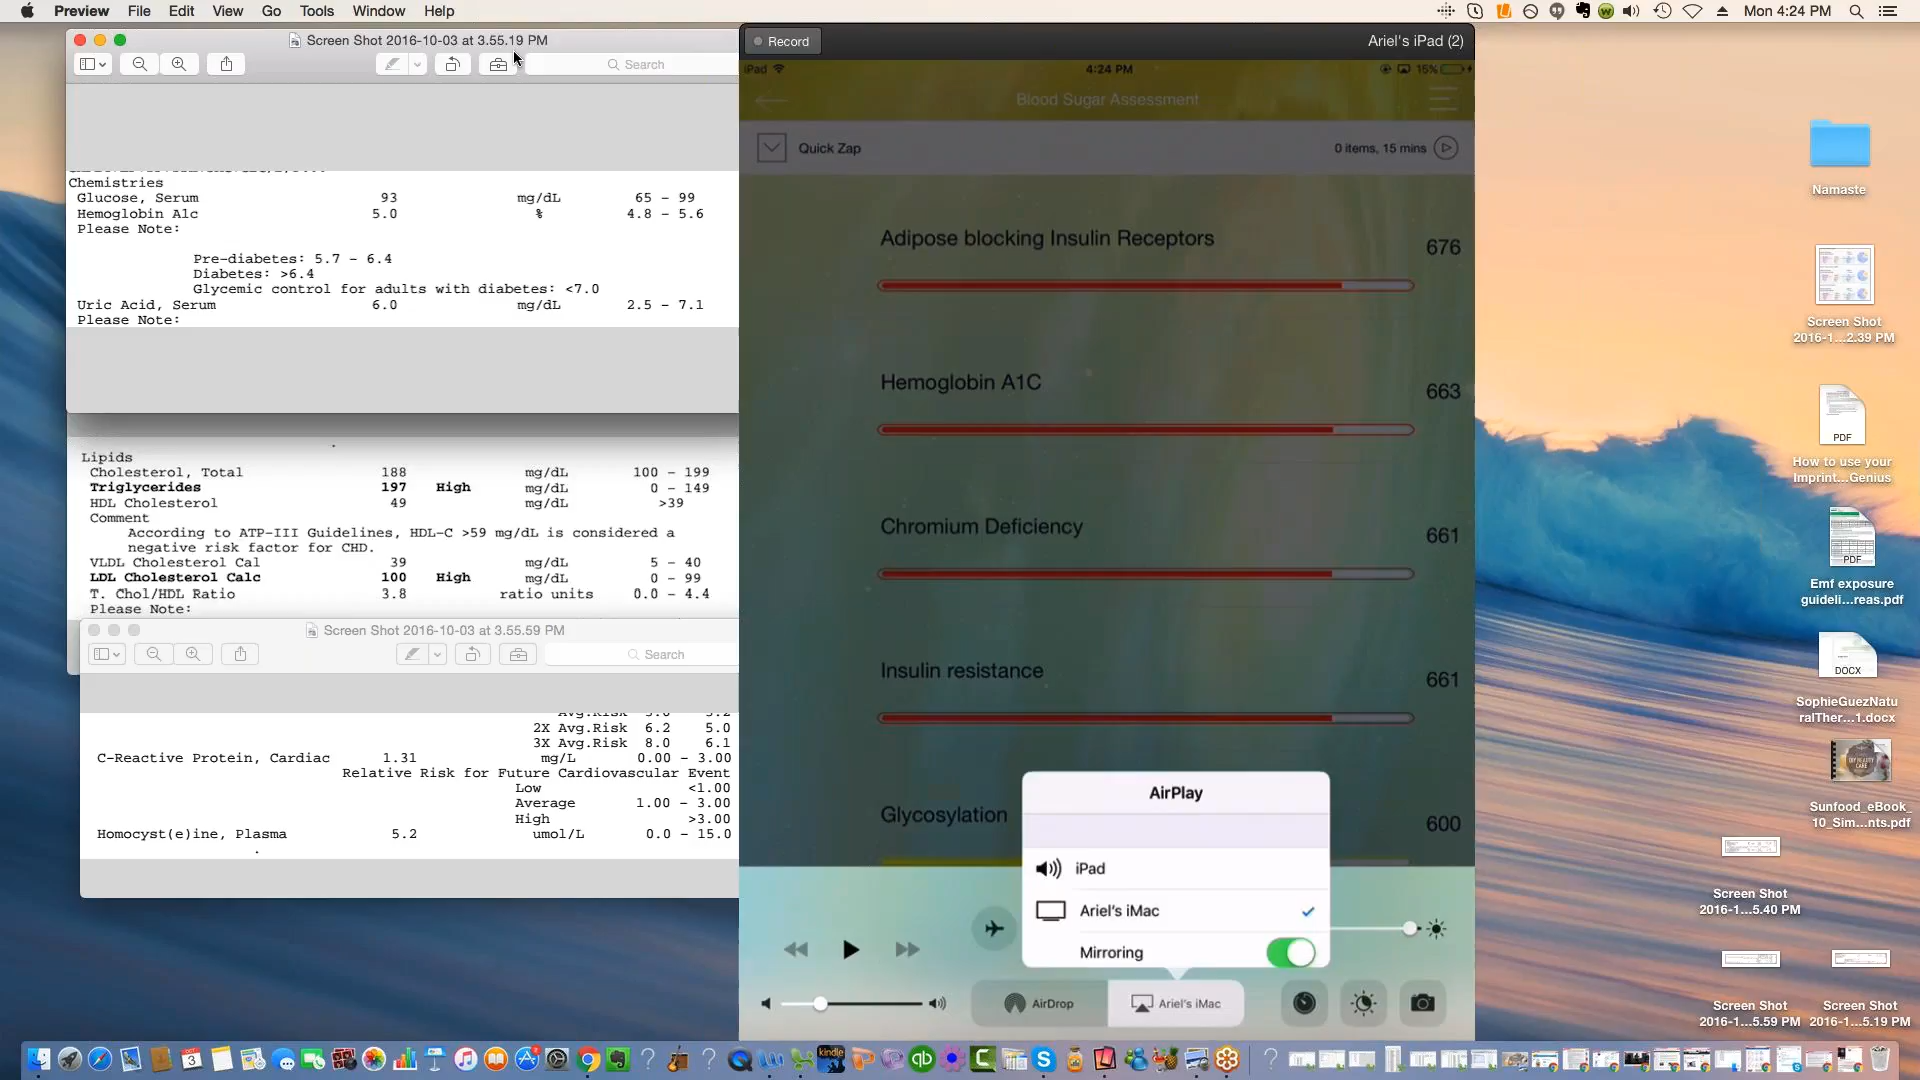 Preview File Edit View Go Tools Window Help
Mon 4:24 PM
Screen Shot 2016-10-03 at 3.55.19 PM
Search
Chemistries
Glucose, Serum 93 mg/dL 65 - 99
Hemoglobin A1c 5.0 % 4.8 - 5.6
Please Note:
Pre-diabetes: 5.7 - 6.4
Diabetes: >6.4
Glycemic control for adults with diabetes: <7.0
Uric Acid, Serum 6.0 mg/dL 2.5 - 7.1
Please Note:
Lipids
Cholesterol, Total 188 mg/dL 100 - 199
Triglycerides 197 High mg/dL 0 - 149
HDL Cholesterol 49 mg/dL >39
Comment
According to ATP-III Guidelines, HDL-C >59 mg/dL is considered a
negative risk factor for CHD.
VLDL Cholesterol Cal 39 mg/dL 5 - 40
LDL Cholesterol Calc 100 High mg/dL 0 - 99
T. Chol/HDL Ratio 3.8 ratio units 0.0 - 4.4
Please Note:
Screen Shot 2016-10-03 at 3.55.59 PM
Search
2X Avg.Risk 6.2 5.0
3X Avg.Risk 8.0 6.1
C-Reactive Protein, Cardiac 1.31 mg/L 0.00 - 3.00
Relative Risk for Future Cardiovascular Event
Low <1.00
Average 1.00 - 3.00
High >3.00
Homocyst(e)ine, Plasma 5.2 umol/L 0.0 - 15.0
Record
Ariel's iPad (2)
iPad 4:24 PM 15%
Blood Sugar Assessment
Quick Zap 0 items, 15 mins
Adipose blocking Insulin Receptors 676
Hemoglobin A1C 663
Chromium Deficiency 661
Insulin resistance 661
Glycosylation 600
AirPlay
iPad
Ariel's iMac
Mirroring
AirDrop
Ariel's iMac
Namaste
Screen Shot
2016-1...2.39 PM
PDF
How to use your
Imprint...Genius
PDF
Emf exposure
guideli...reas.pdf
DOCX
SophieGuezNatu
ralTher...1.docx
Sunfood_eBook_
10_Sim...nts.pdf
Screen Shot
2016-1...5.40 PM
Screen Shot
2016-1...5.59 PM
Screen Shot
2016-1...5.19 PM
kindle